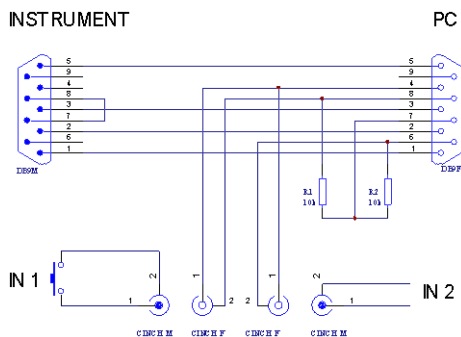 INSTRUMENT PC
5 5
9 9
4 4
8 8
3 3
7 7
2 2
6 6
1 1
DB9M DB9F
R1 R2
10k 10k
IN 1 2 1 1 2 IN 2
1 2 2 1
CINCH M CINCH F CINCH F CINCH M